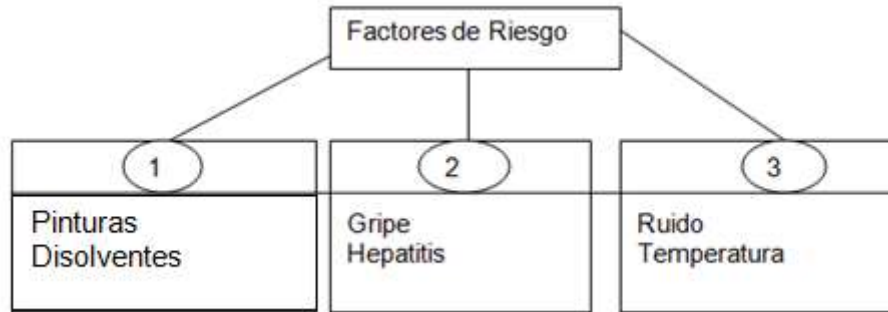 Factores de Riesgo
1
2
3
Pinturas
Disolventes
Gripe
Hepatitis
Ruido
Temperatura